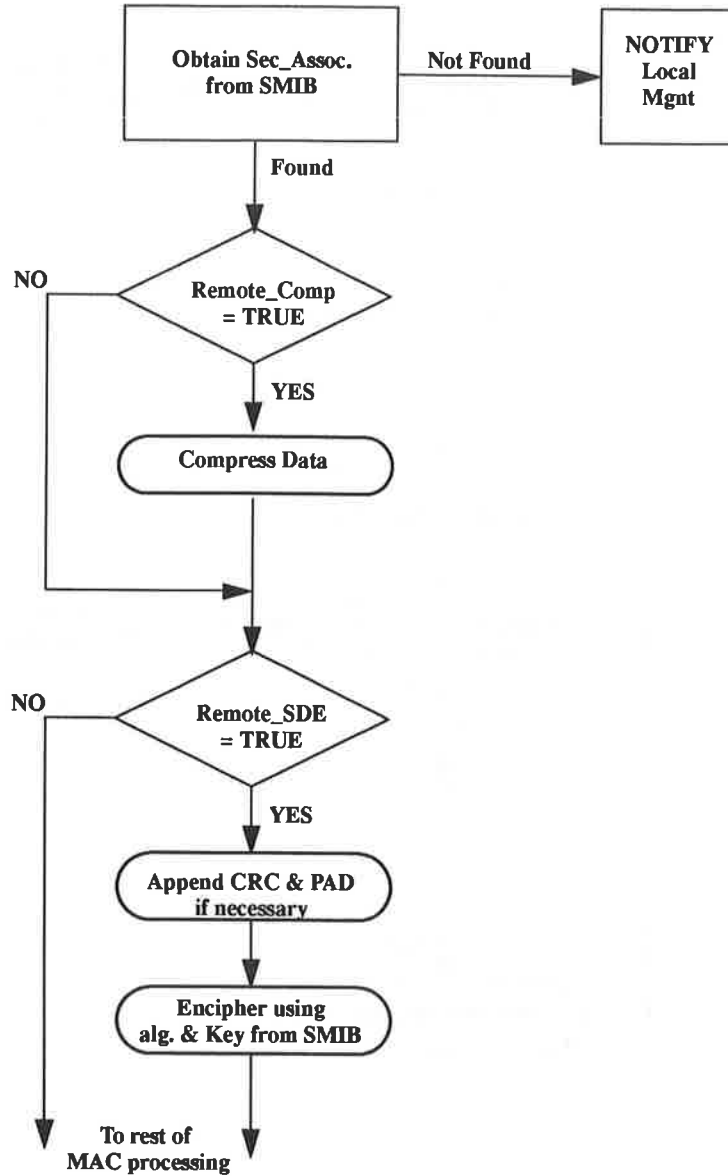 Obtain Sec_Assoc.
from SMIB
Not Found
NOTIFY
Local
Mgnt
Found
NO
Remote_Comp
= TRUE
YES
Compress Data
NO
Remote_SDE
= TRUE
YES
Append CRC & PAD
if necessary
Encipher using
alg. & Key from SMIB
To rest of
MAC processing